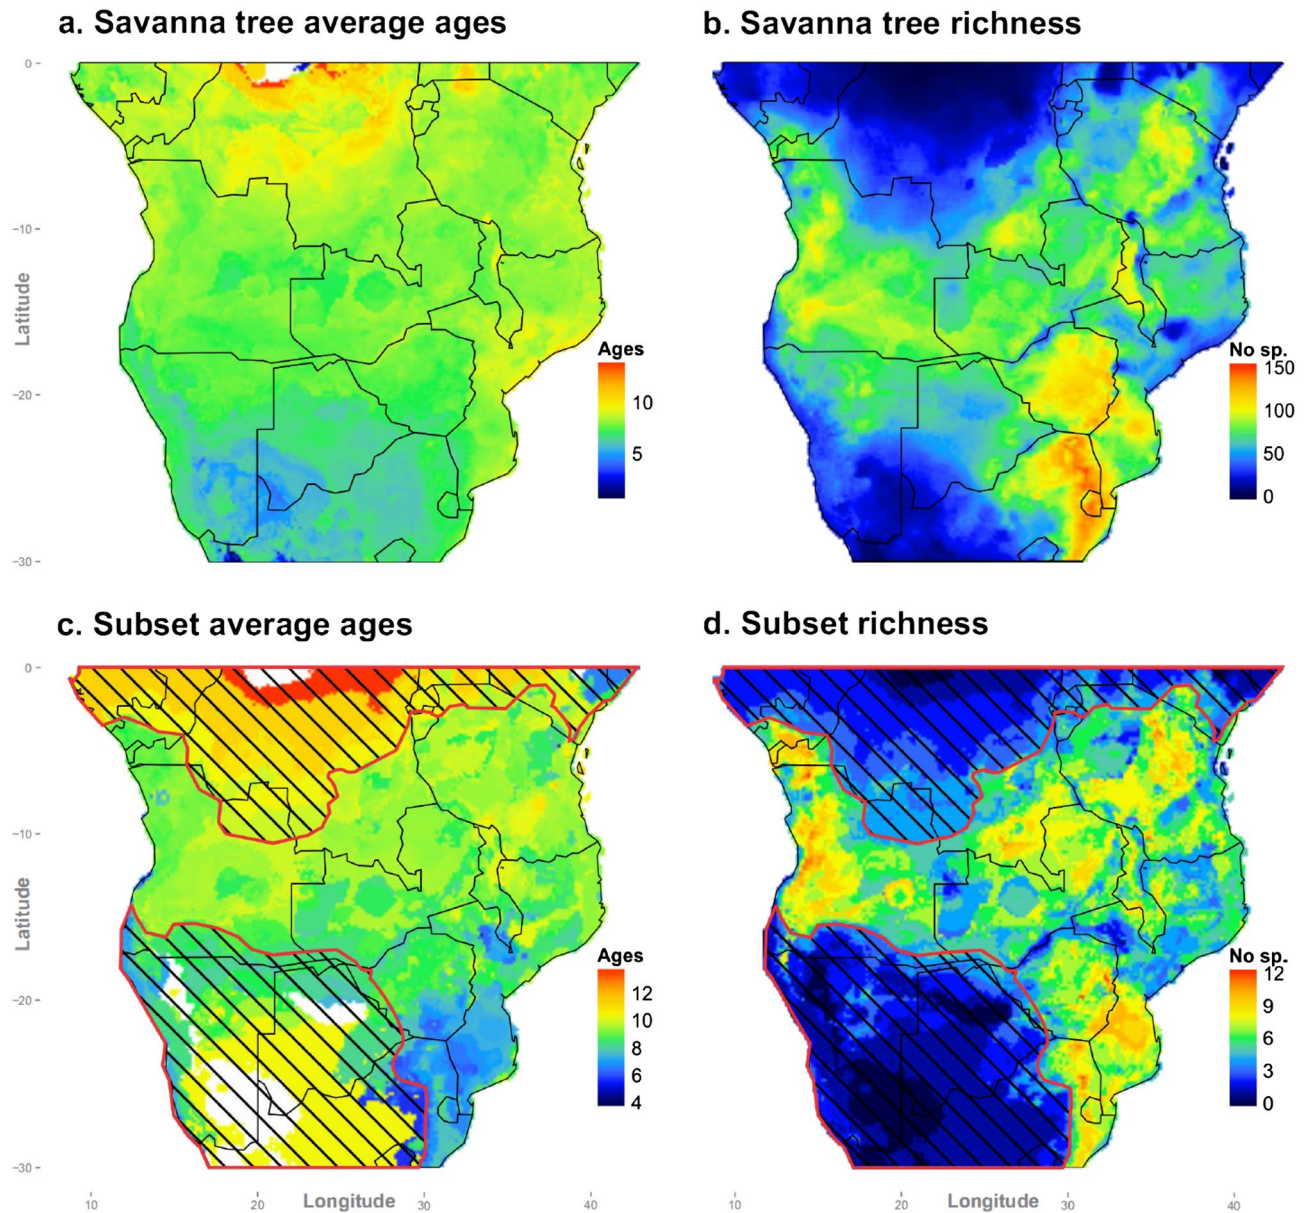 a. Savanna tree average ages
b. Savanna tree richness
0
−10
−20
−30
Latitude
Ages
10
5
No sp.
150
100
50
0
c. Subset average ages
d. Subset richness
0
−10
−20
−30
Latitude
Ages
12
10
8
6
4
No sp.
12
9
6
3
0
10
20
30
40
Longitude
10
20
30
40
Longitude